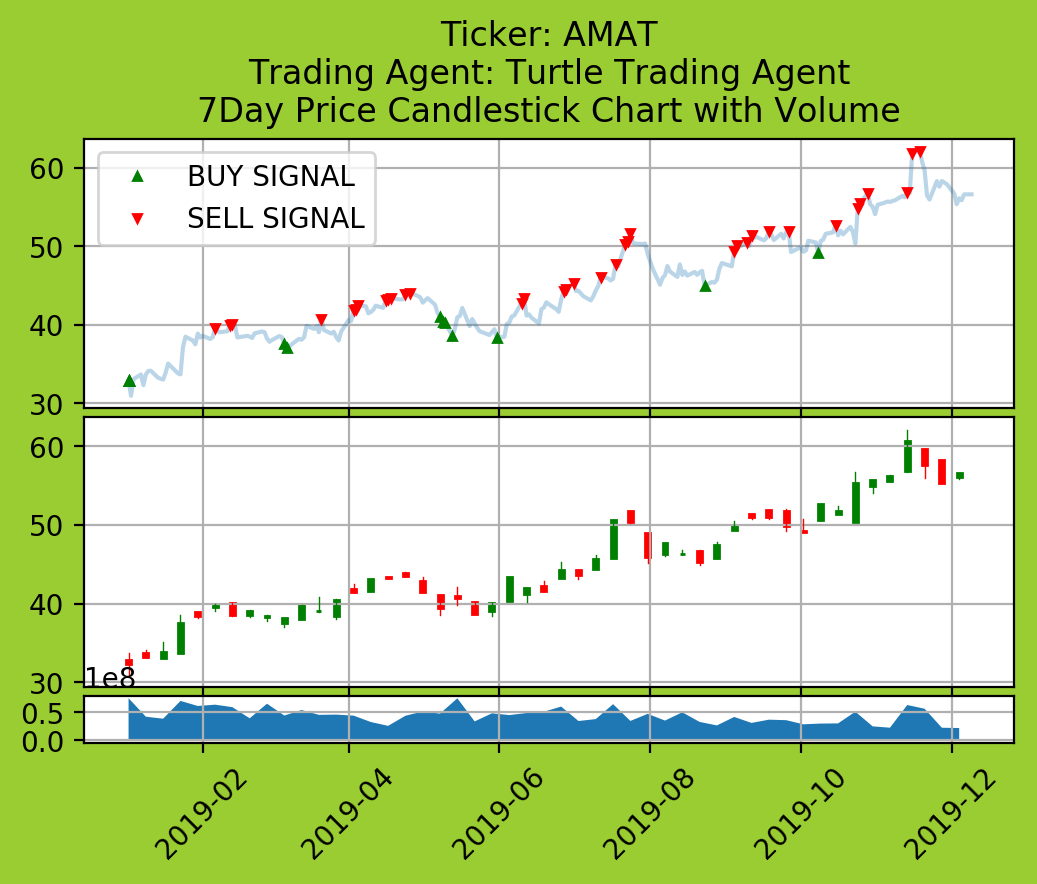 Ticker: AMAT
Trading Agent: Turtle Trading Agent
7Day Price Candlestick Chart with Volume
BUY SIGNAL
SELL SIGNAL
60
50
40
30
60
50
40
30
1e8
0.5
0.0
2019-02
2019-04
2019-06
2019-08
2019-10
2019-12